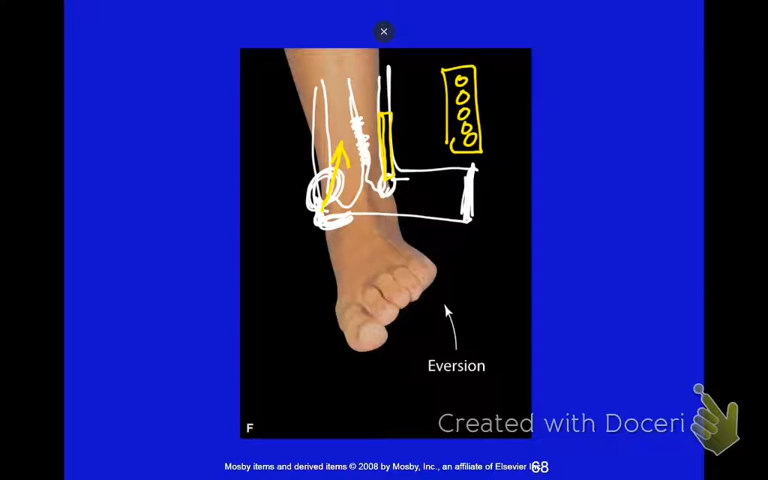 Eversion
F
Created with Doceri
Mosby items and derived items © 2008 by Mosby, Inc., an affiliate of Elsevier
68